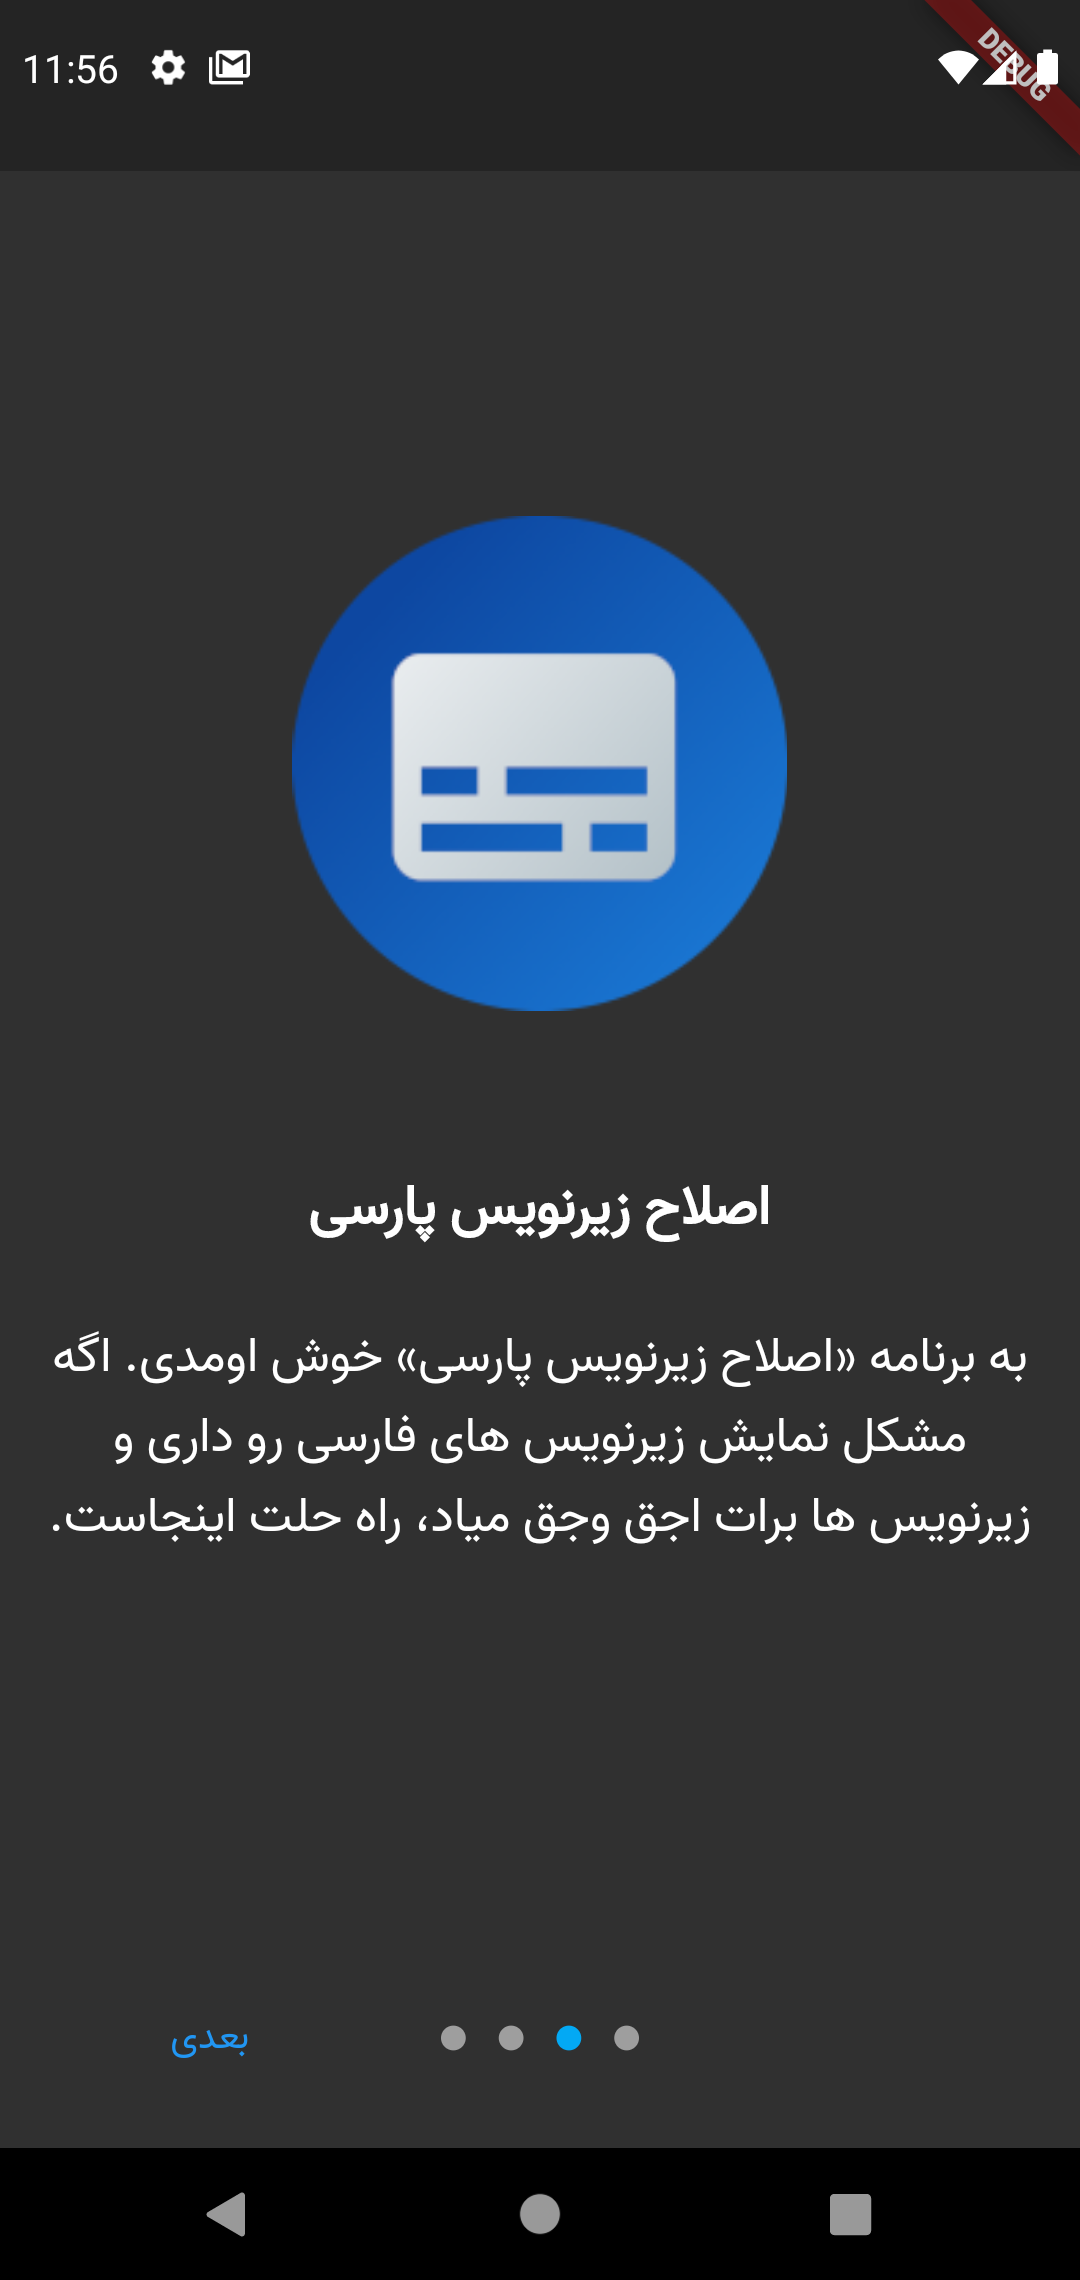 11:56
DEBUG
اصلاح زیرنویس پارسی
به برنامه «اصلاح زیرنویس پارسی» خوش اومدی. اگه
مشکل نمایش زیرنویس های فارسی رو داری و
زیرنویس ها برات اجق وجق میاد، راه حلت اینجاست.
بعدی